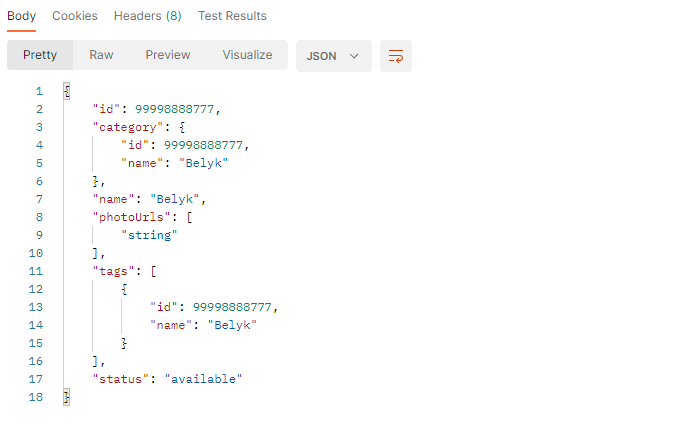 Body Cookies Headers (8) Test Results
Pretty Raw Preview Visualize JSON
1 {
2 "id": 99998888777,
3 "category": {
4 "id": 99998888777,
5 "name": "Belyk"
6 },
7 "name": "Belyk",
8 "photoUrls": [
9 "string"
10 ],
11 "tags": [
12 {
13 "id": 99998888777,
14 "name": "Belyk"
15 }
16 ],
17 "status": "available"
18 }